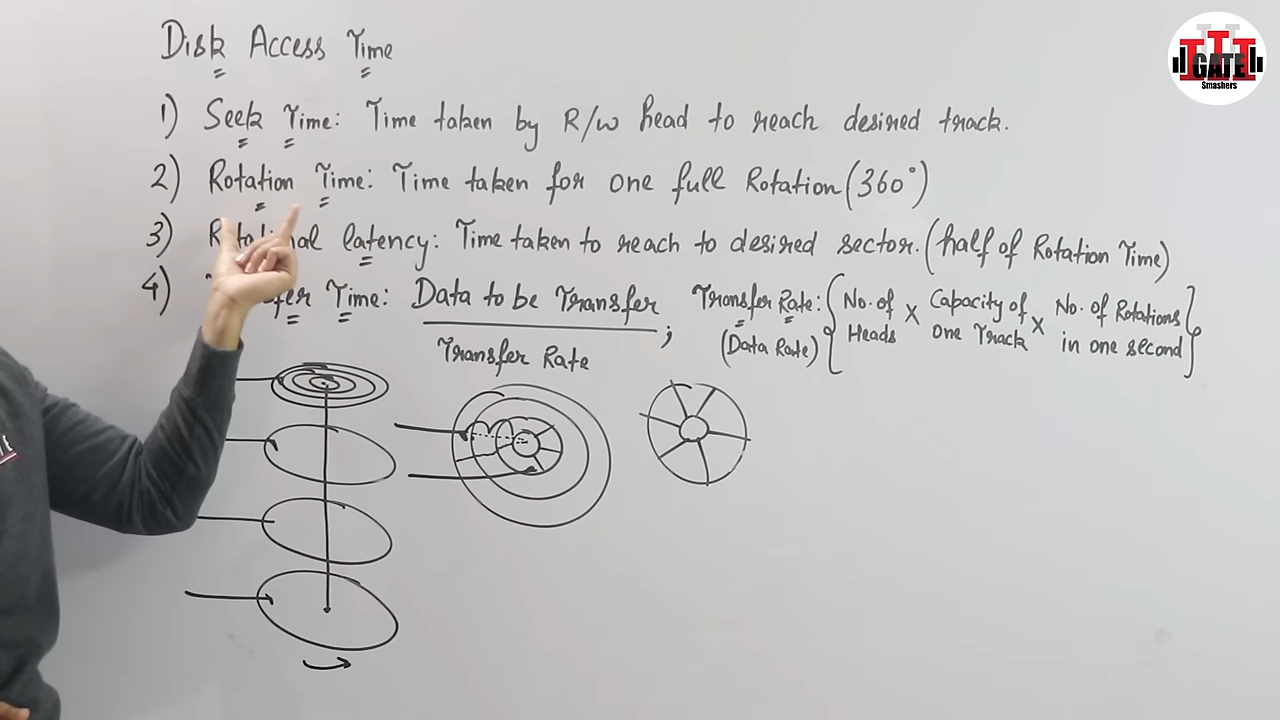 Disk Access Time
1) Seek Time: Time taken by R/w head to reach desired track.
2) Rotation Time: Time taken for one full Rotation (360°)
3) latency: Time taken to reach to desired sector. (half of Rotation Time)
4) Time: Data to be Transfer / Transfer Rate ; Transfer Rate: (Data Rate) { No. of Heads x Capacity of one Track x No. of Rotations in one second }
GATE
Smashers